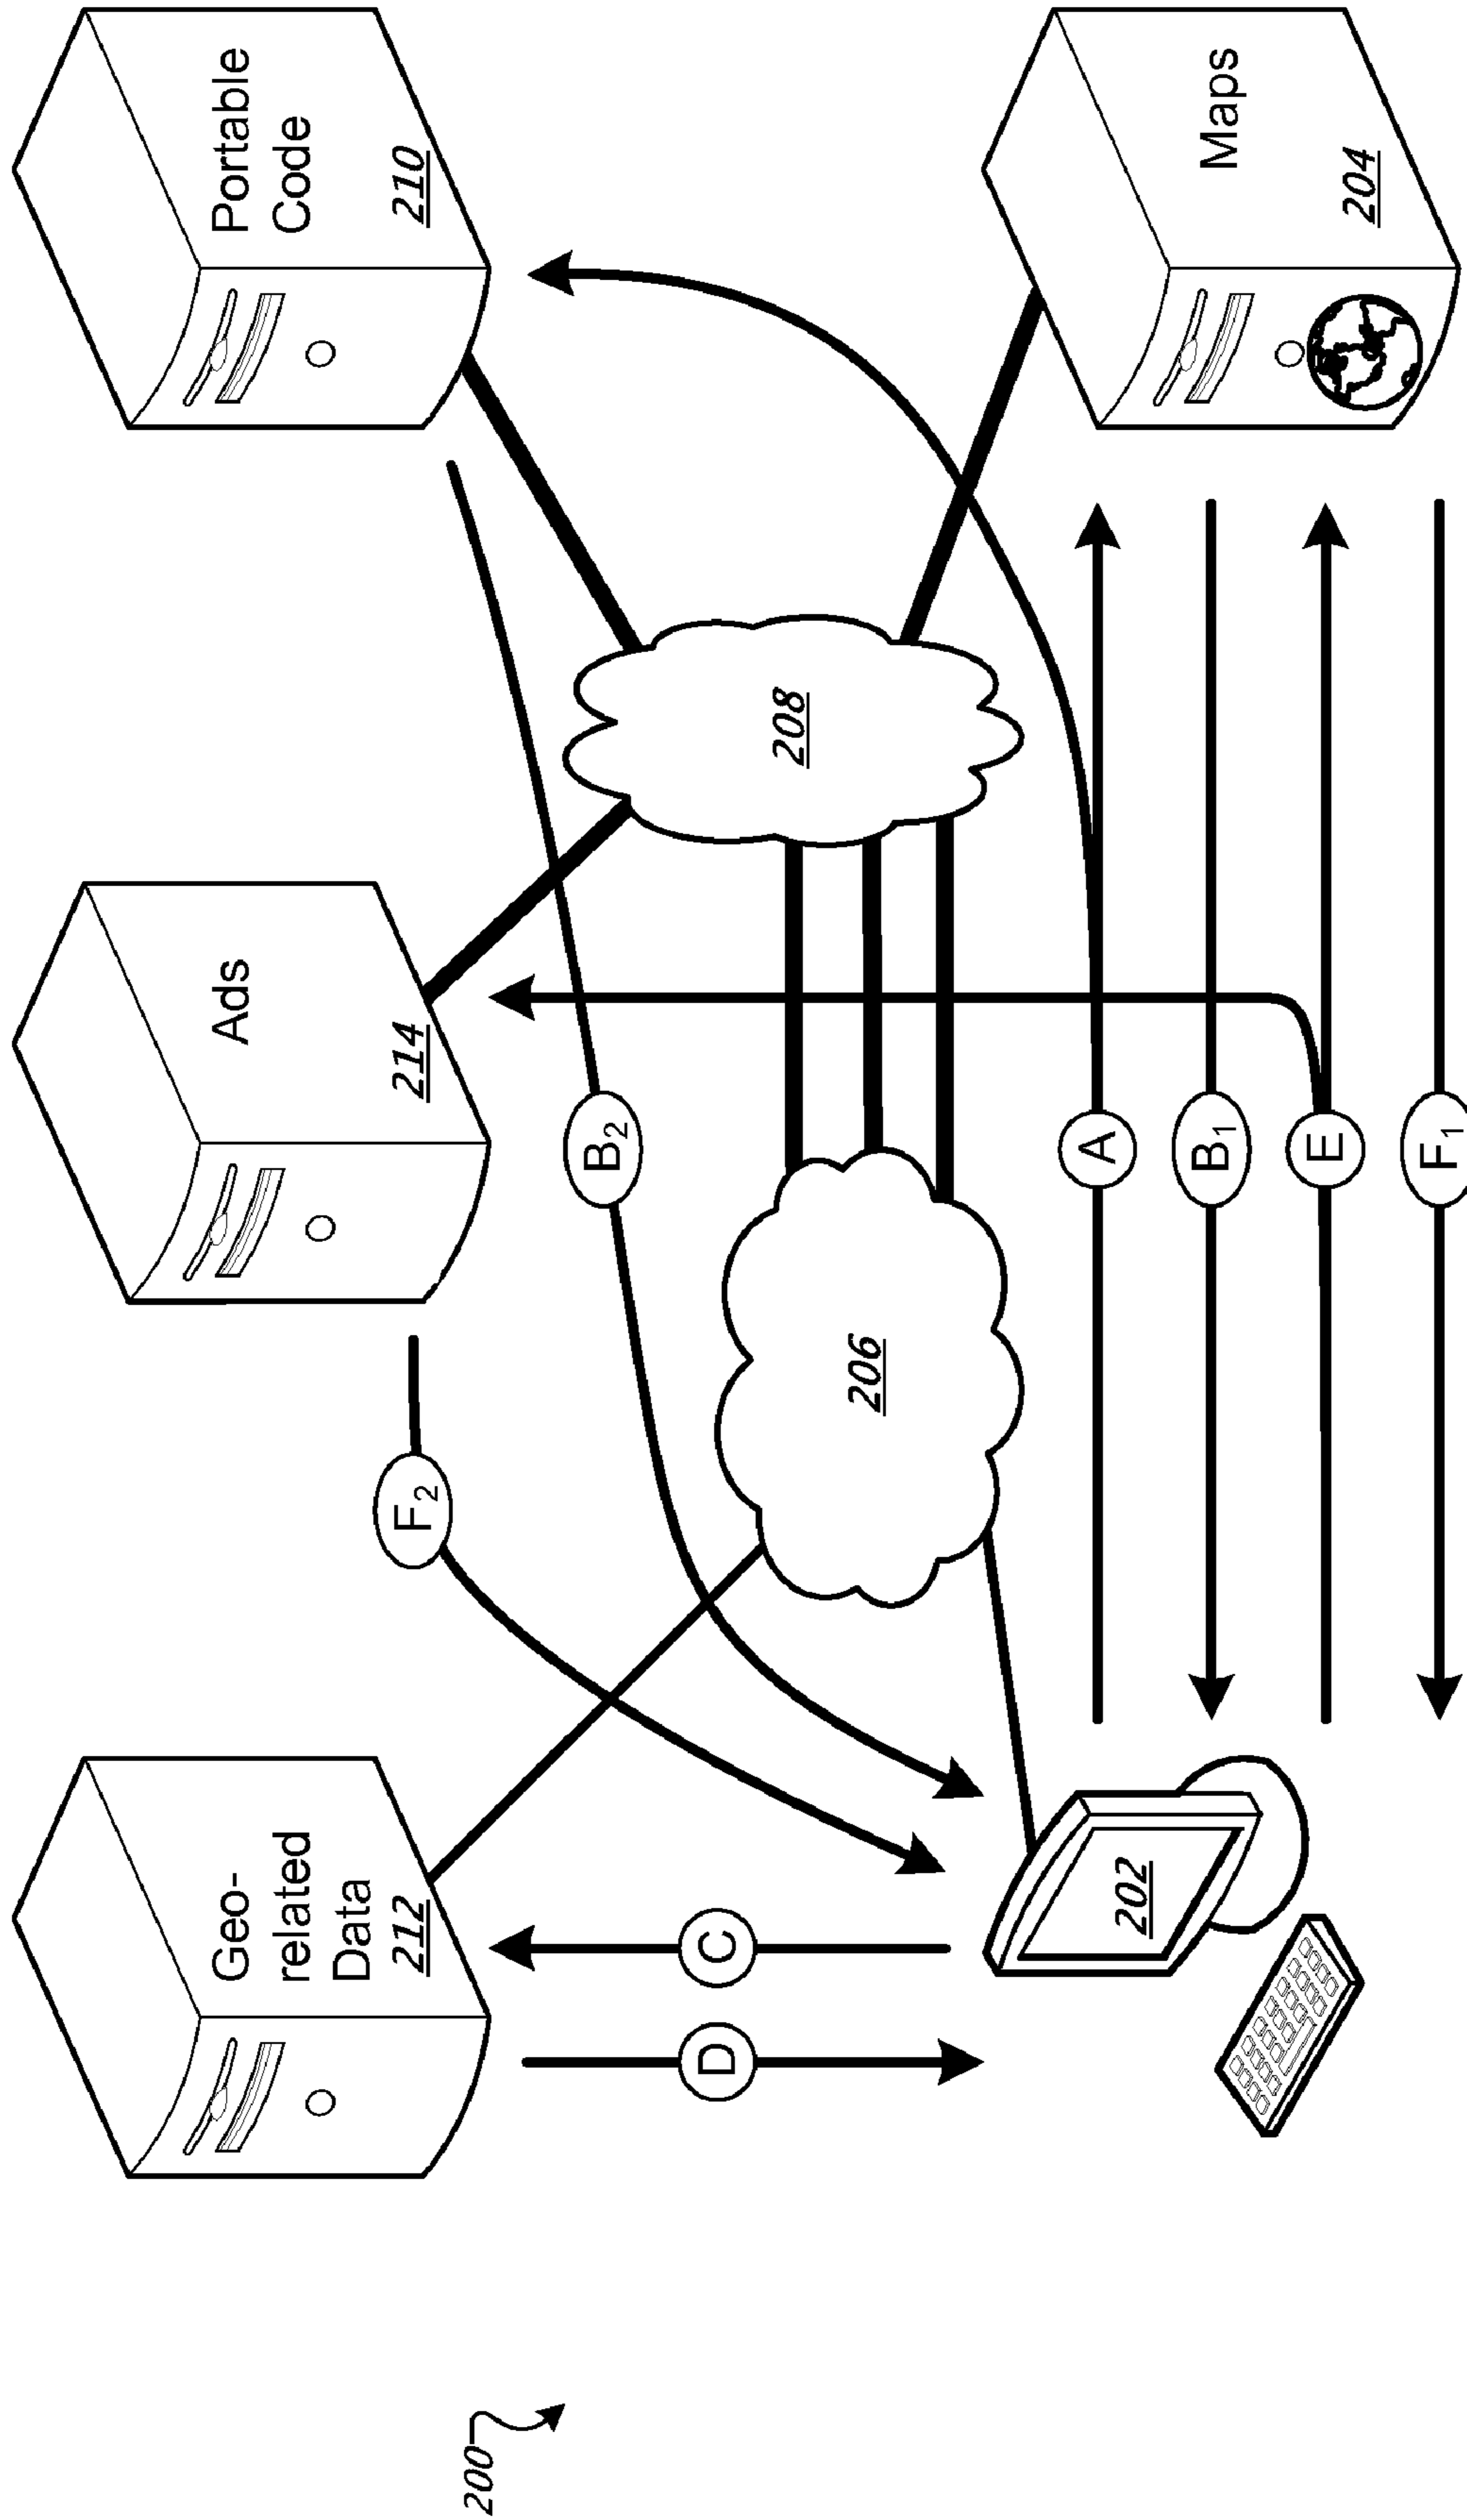 200
Geo-
related
Data
212
Ads
214
Portable
Code
210
F2
B2
C
D
206
208
202
A
B1
E
F1
Maps
204